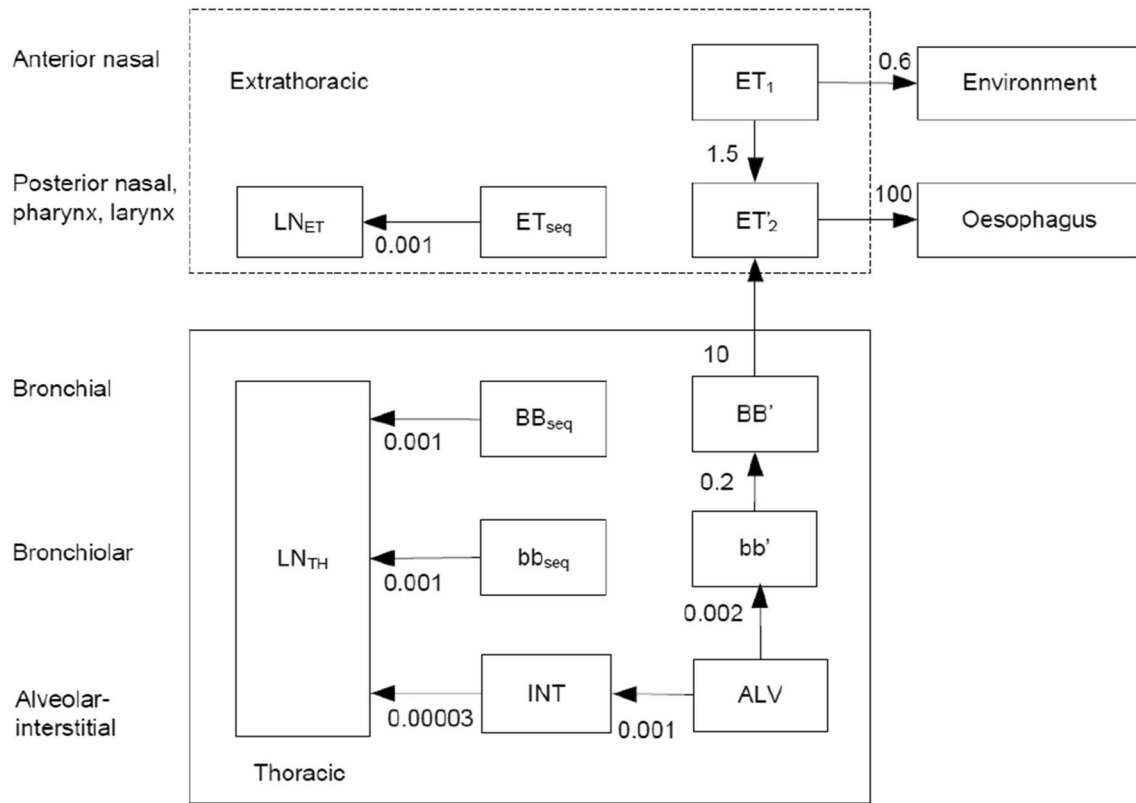 Anterior nasal
Extrathoracic
ET₁
0.6
Environment
1.5
Posterior nasal,
pharynx, larynx
LN_ET
0.001
ET_seq
ET'₂
100
Oesophagus
10
Bronchial
BB_seq
0.001
BB'
0.2
Bronchiolar
LN_TH
bb_seq
0.001
bb'
0.002
Alveolar-
interstitial
INT
0.00003
0.001
ALV
Thoracic